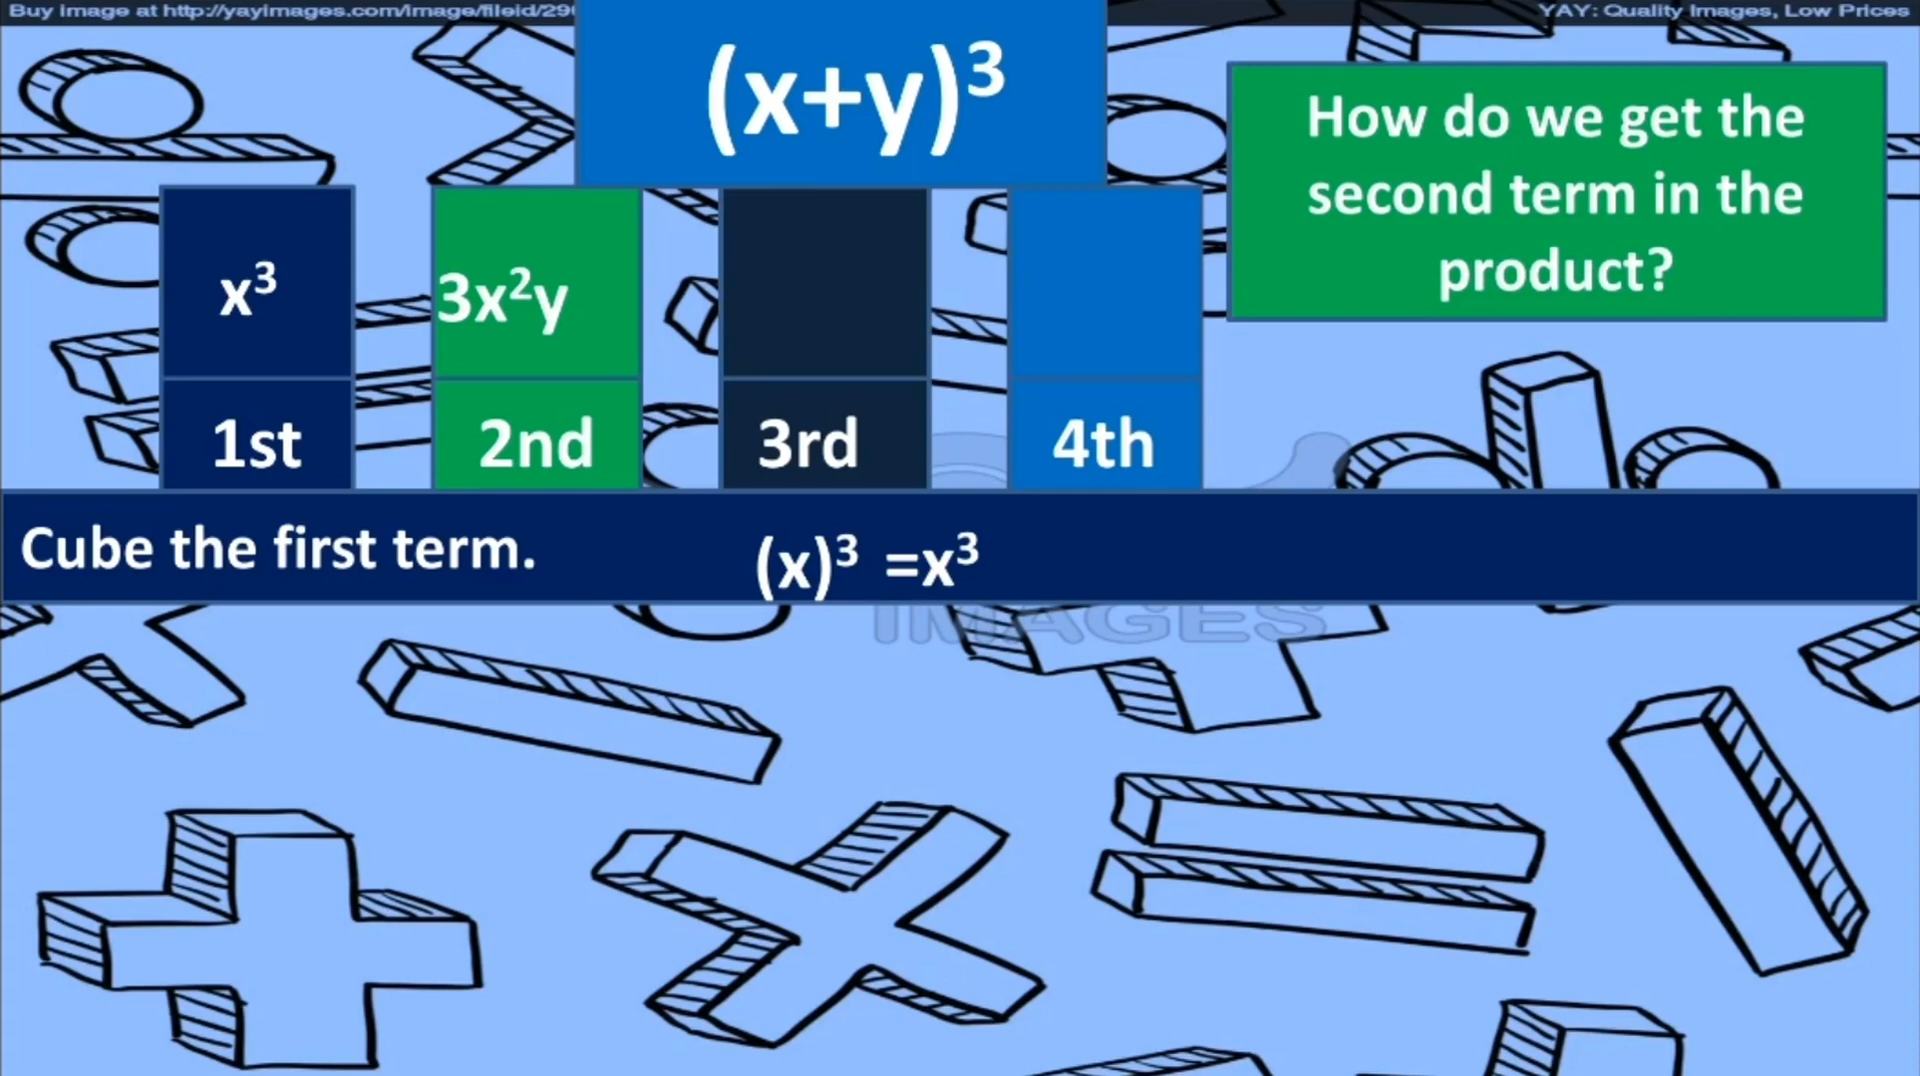 Buy image at http://yayimages.com/image/fileid/29
YAY: Quality Images, Low Prices
(x+y)³
How do we get the
second term in the
product?
x³
3x²y
1st
2nd
3rd
4th
Cube the first term.
(x)³ =x³
IMAGES